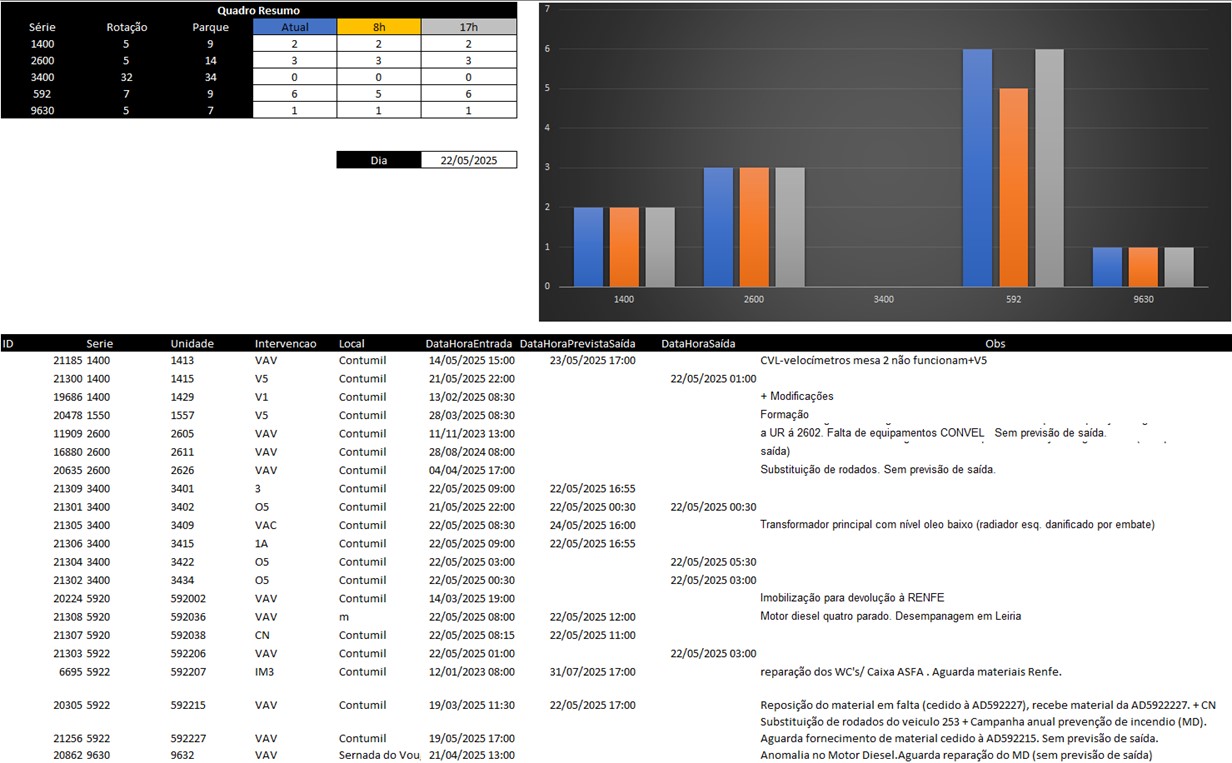 Quadro Resumo
Série Rotação Parque Atual 8h 17h
1400 5 9 2 2 2
2600 5 14 3 3 3
3400 32 34 0 0 0
592 7 9 6 5 6
9630 5 7 1 1 1
Dia 22/05/2025
7
6
5
4
3
2
1
0
1400 2600 3400 592 9630
ID Serie Unidade Intervencao Local DataHoraEntrada DataHoraPrevistaSaída DataHoraSaída Obs
21185 1400 1413 VAV Contumil 14/05/2025 15:00 23/05/2025 17:00 CVL-velocímetros mesa 2 não funcionam+V5
21300 1400 1415 V5 Contumil 21/05/2025 22:00 22/05/2025 01:00
19686 1400 1429 V1 Contumil 13/02/2025 08:30 + Modificações
20478 1550 1557 V5 Contumil 28/03/2025 08:30 Formação
11909 2600 2605 VAV Contumil 11/11/2023 13:00 a UR á 2602. Falta de equipamentos CONVEL Sem previsão de saída.
16880 2600 2611 VAV Contumil 28/08/2024 08:00 saída)
20635 2600 2626 VAV Contumil 04/04/2025 17:00 Substituição de rodados. Sem previsão de saída.
21309 3400 3401 3 Contumil 22/05/2025 09:00 22/05/2025 16:55
21301 3400 3402 O5 Contumil 21/05/2025 22:00 22/05/2025 00:30 22/05/2025 00:30
21305 3400 3409 VAC Contumil 22/05/2025 08:30 24/05/2025 16:00 Transformador principal com nível oleo baixo (radiador esq. danificado por embate)
21306 3400 3415 1A Contumil 22/05/2025 09:00 22/05/2025 16:55
21304 3400 3422 O5 Contumil 22/05/2025 03:00 22/05/2025 05:30
21302 3400 3434 O5 Contumil 22/05/2025 00:30 22/05/2025 03:00
20224 5920 592002 VAV Contumil 14/03/2025 19:00 Imobilização para devolução à RENFE
21308 5920 592036 VAV m 22/05/2025 08:00 22/05/2025 12:00 Motor diesel quatro parado. Desempanagem em Leiria
21307 5920 592038 CN Contumil 22/05/2025 08:15 22/05/2025 11:00
21303 5922 592206 VAV Contumil 22/05/2025 01:00 22/05/2025 03:00
6695 5922 592207 IM3 Contumil 12/01/2023 08:00 31/07/2025 17:00 reparação dos WC's/ Caixa ASFA . Aguarda materiais Renfe.
20305 5922 592215 VAV Contumil 19/03/2025 11:30 22/05/2025 17:00 Reposição do material em falta (cedido à AD592227), recebe material da AD592227. + CN
Substituição de rodados do veiculo 253 + Campanha anual prevenção de incendio (MD).
21256 5922 592227 VAV Contumil 19/05/2025 17:00 Aguarda fornecimento de material cedido à AD592215. Sem previsão de saída.
20862 9630 9632 VAV Sernada do Vou 21/04/2025 13:00 Anomalia no Motor Diesel.Aguarda reparação do MD (sem previsão de saída)